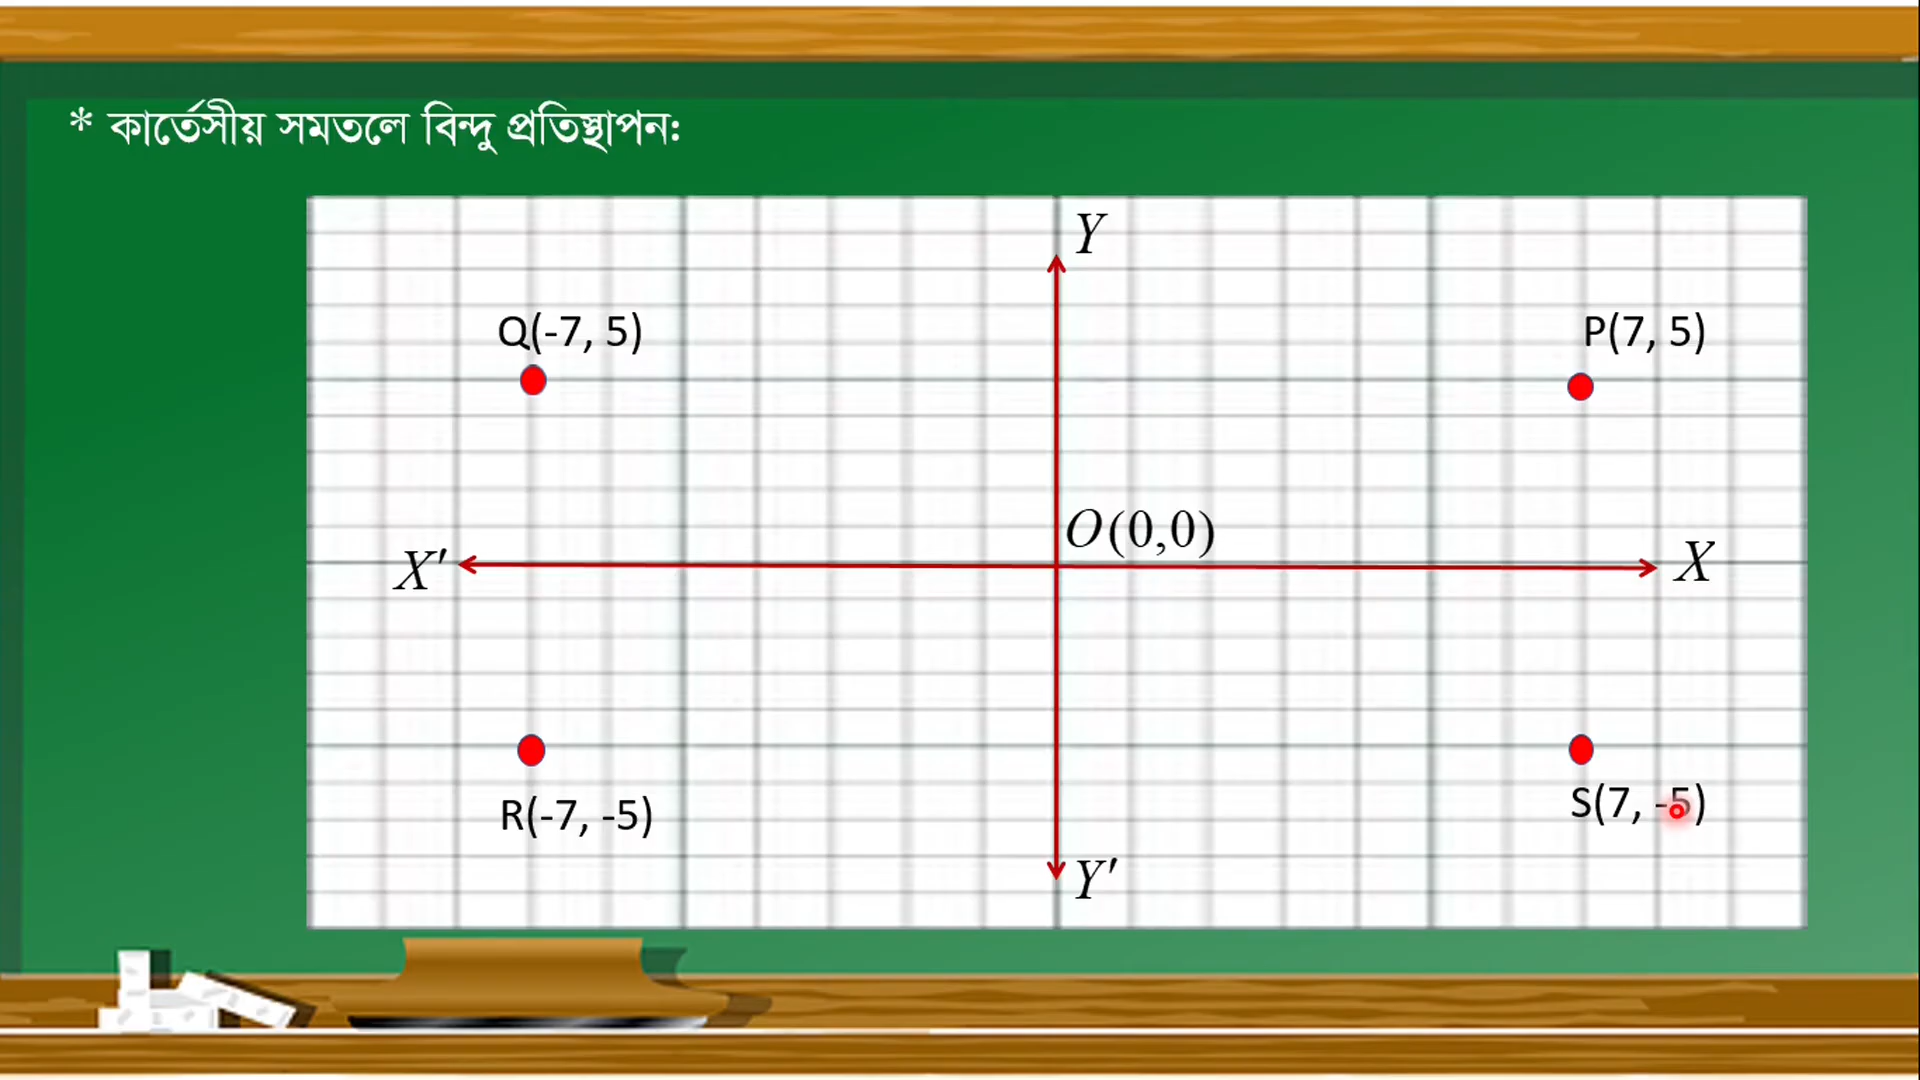 * কার্তেসীয় সমতলে বিন্দু প্রতিস্থাপন:
Y
Q(-7, 5)
P(7, 5)
O(0,0)
X′
X
R(-7, -5)
S(7, -5)
Y′